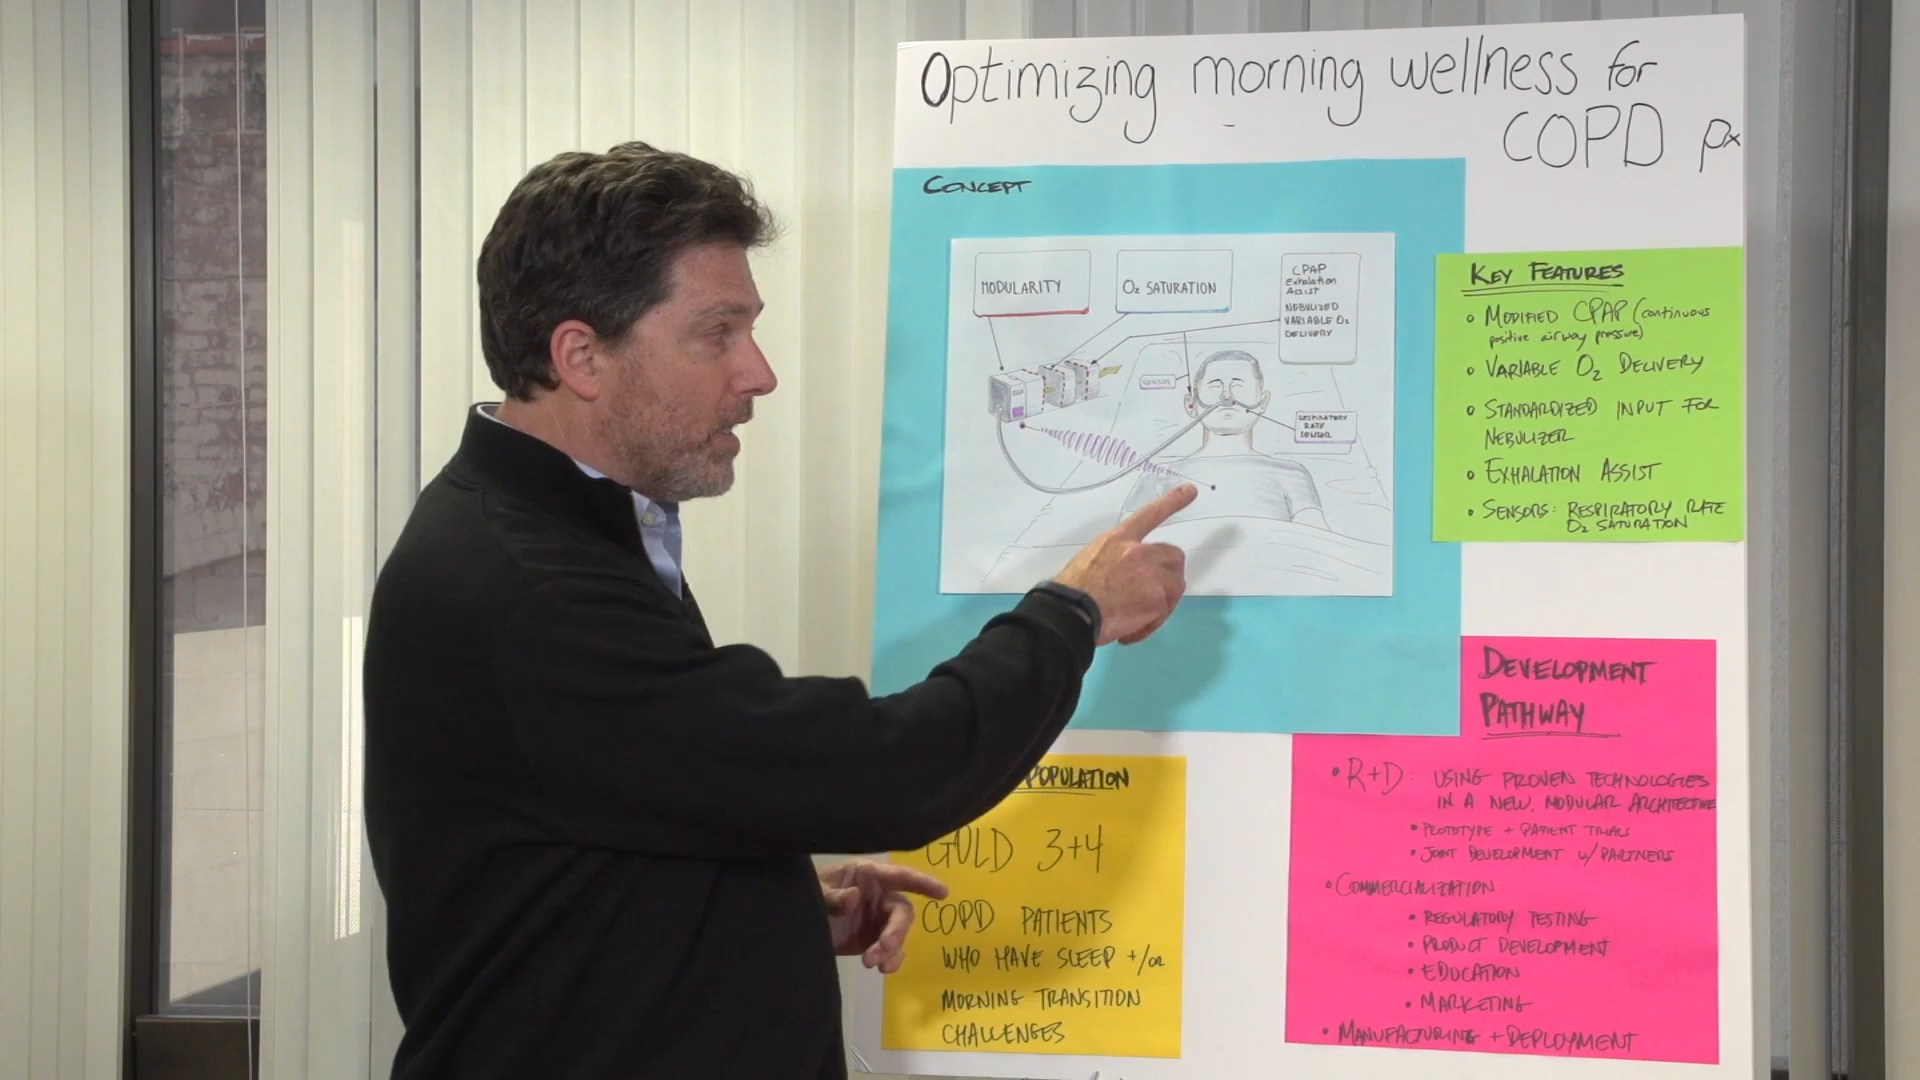 Optimizing morning wellness for
COPD px
CONCEPT
MODULARITY
O₂ SATURATION
CPAP
Exhalation
Assist
NEBULIZED
VARIABLE O₂
DELIVERY
SENSOR
RESPIRATORY
RATE
SENSOR
KEY FEATURES
• MODIFIED CPAP (continuous
positive airway pressure)
• VARIABLE O₂ DELIVERY
• STANDARDIZED INPUT FOR
NEBULIZER
• EXHALATION ASSIST
• SENSORS: RESPIRATORY RATE
O₂ SATURATION
POPULATION
GOLD 3+4
COPD PATIENTS
WHO HAVE SLEEP +/OR
MORNING TRANSITION
CHALLENGES
DEVELOPMENT
PATHWAY
• R+D: USING PROVEN TECHNOLOGIES
IN A NEW, MODULAR ARCHITECTURE
• PROTOTYPE + PATIENT TRIALS
• JOINT DEVELOPMENT W/ PARTNERS
• COMMERCIALIZATION
• REGULATORY TESTING
• PRODUCT DEVELOPMENT
• EDUCATION
• MARKETING
• MANUFACTURING + DEPLOYMENT